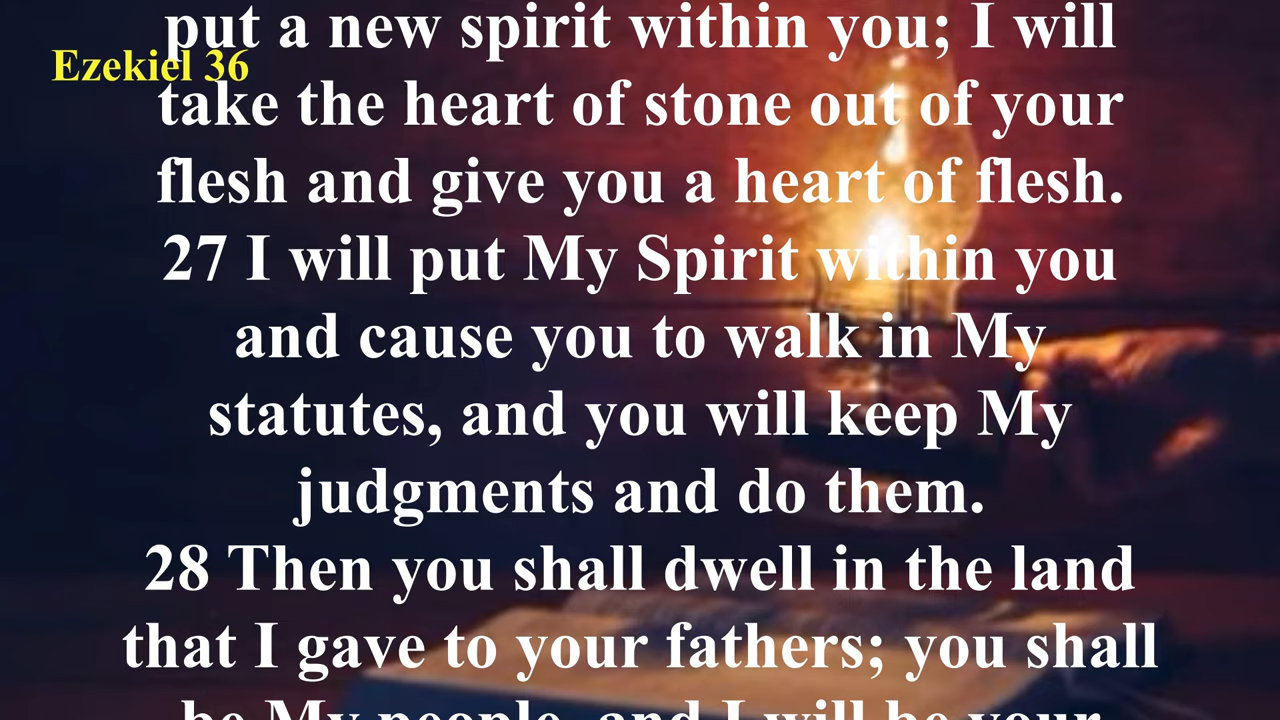 put a new spirit within you; I will
Ezekiel 36
take the heart of stone out of your
flesh and give you a heart of flesh.
27 I will put My Spirit within you
and cause you to walk in My
statutes, and you will keep My
judgments and do them.
28 Then you shall dwell in the land
that I gave to your fathers; you shall
be My people, and I will be your